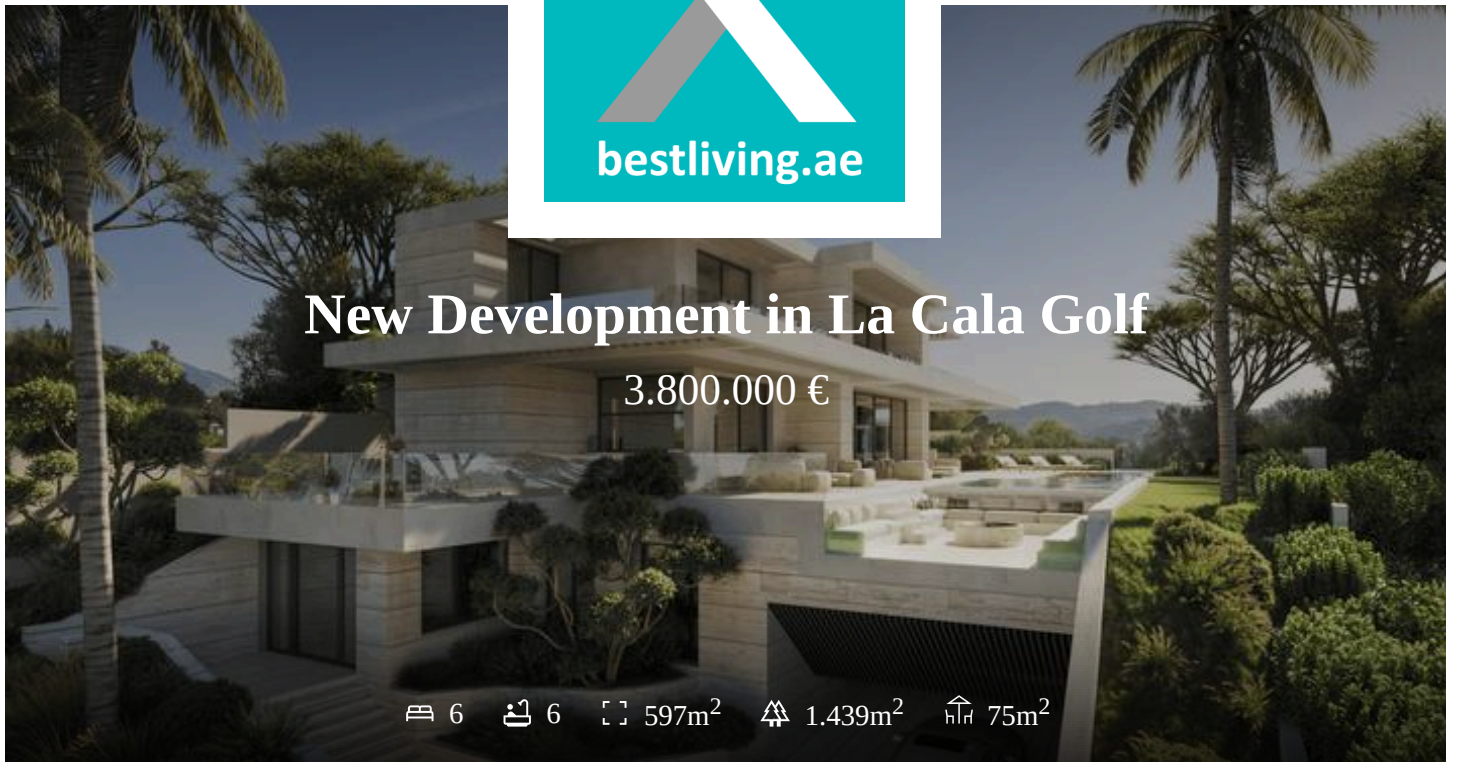 bestliving.ae
New Development in La Cala Golf
3.800.000 €
6 6 597m² 1.439m² 75m²